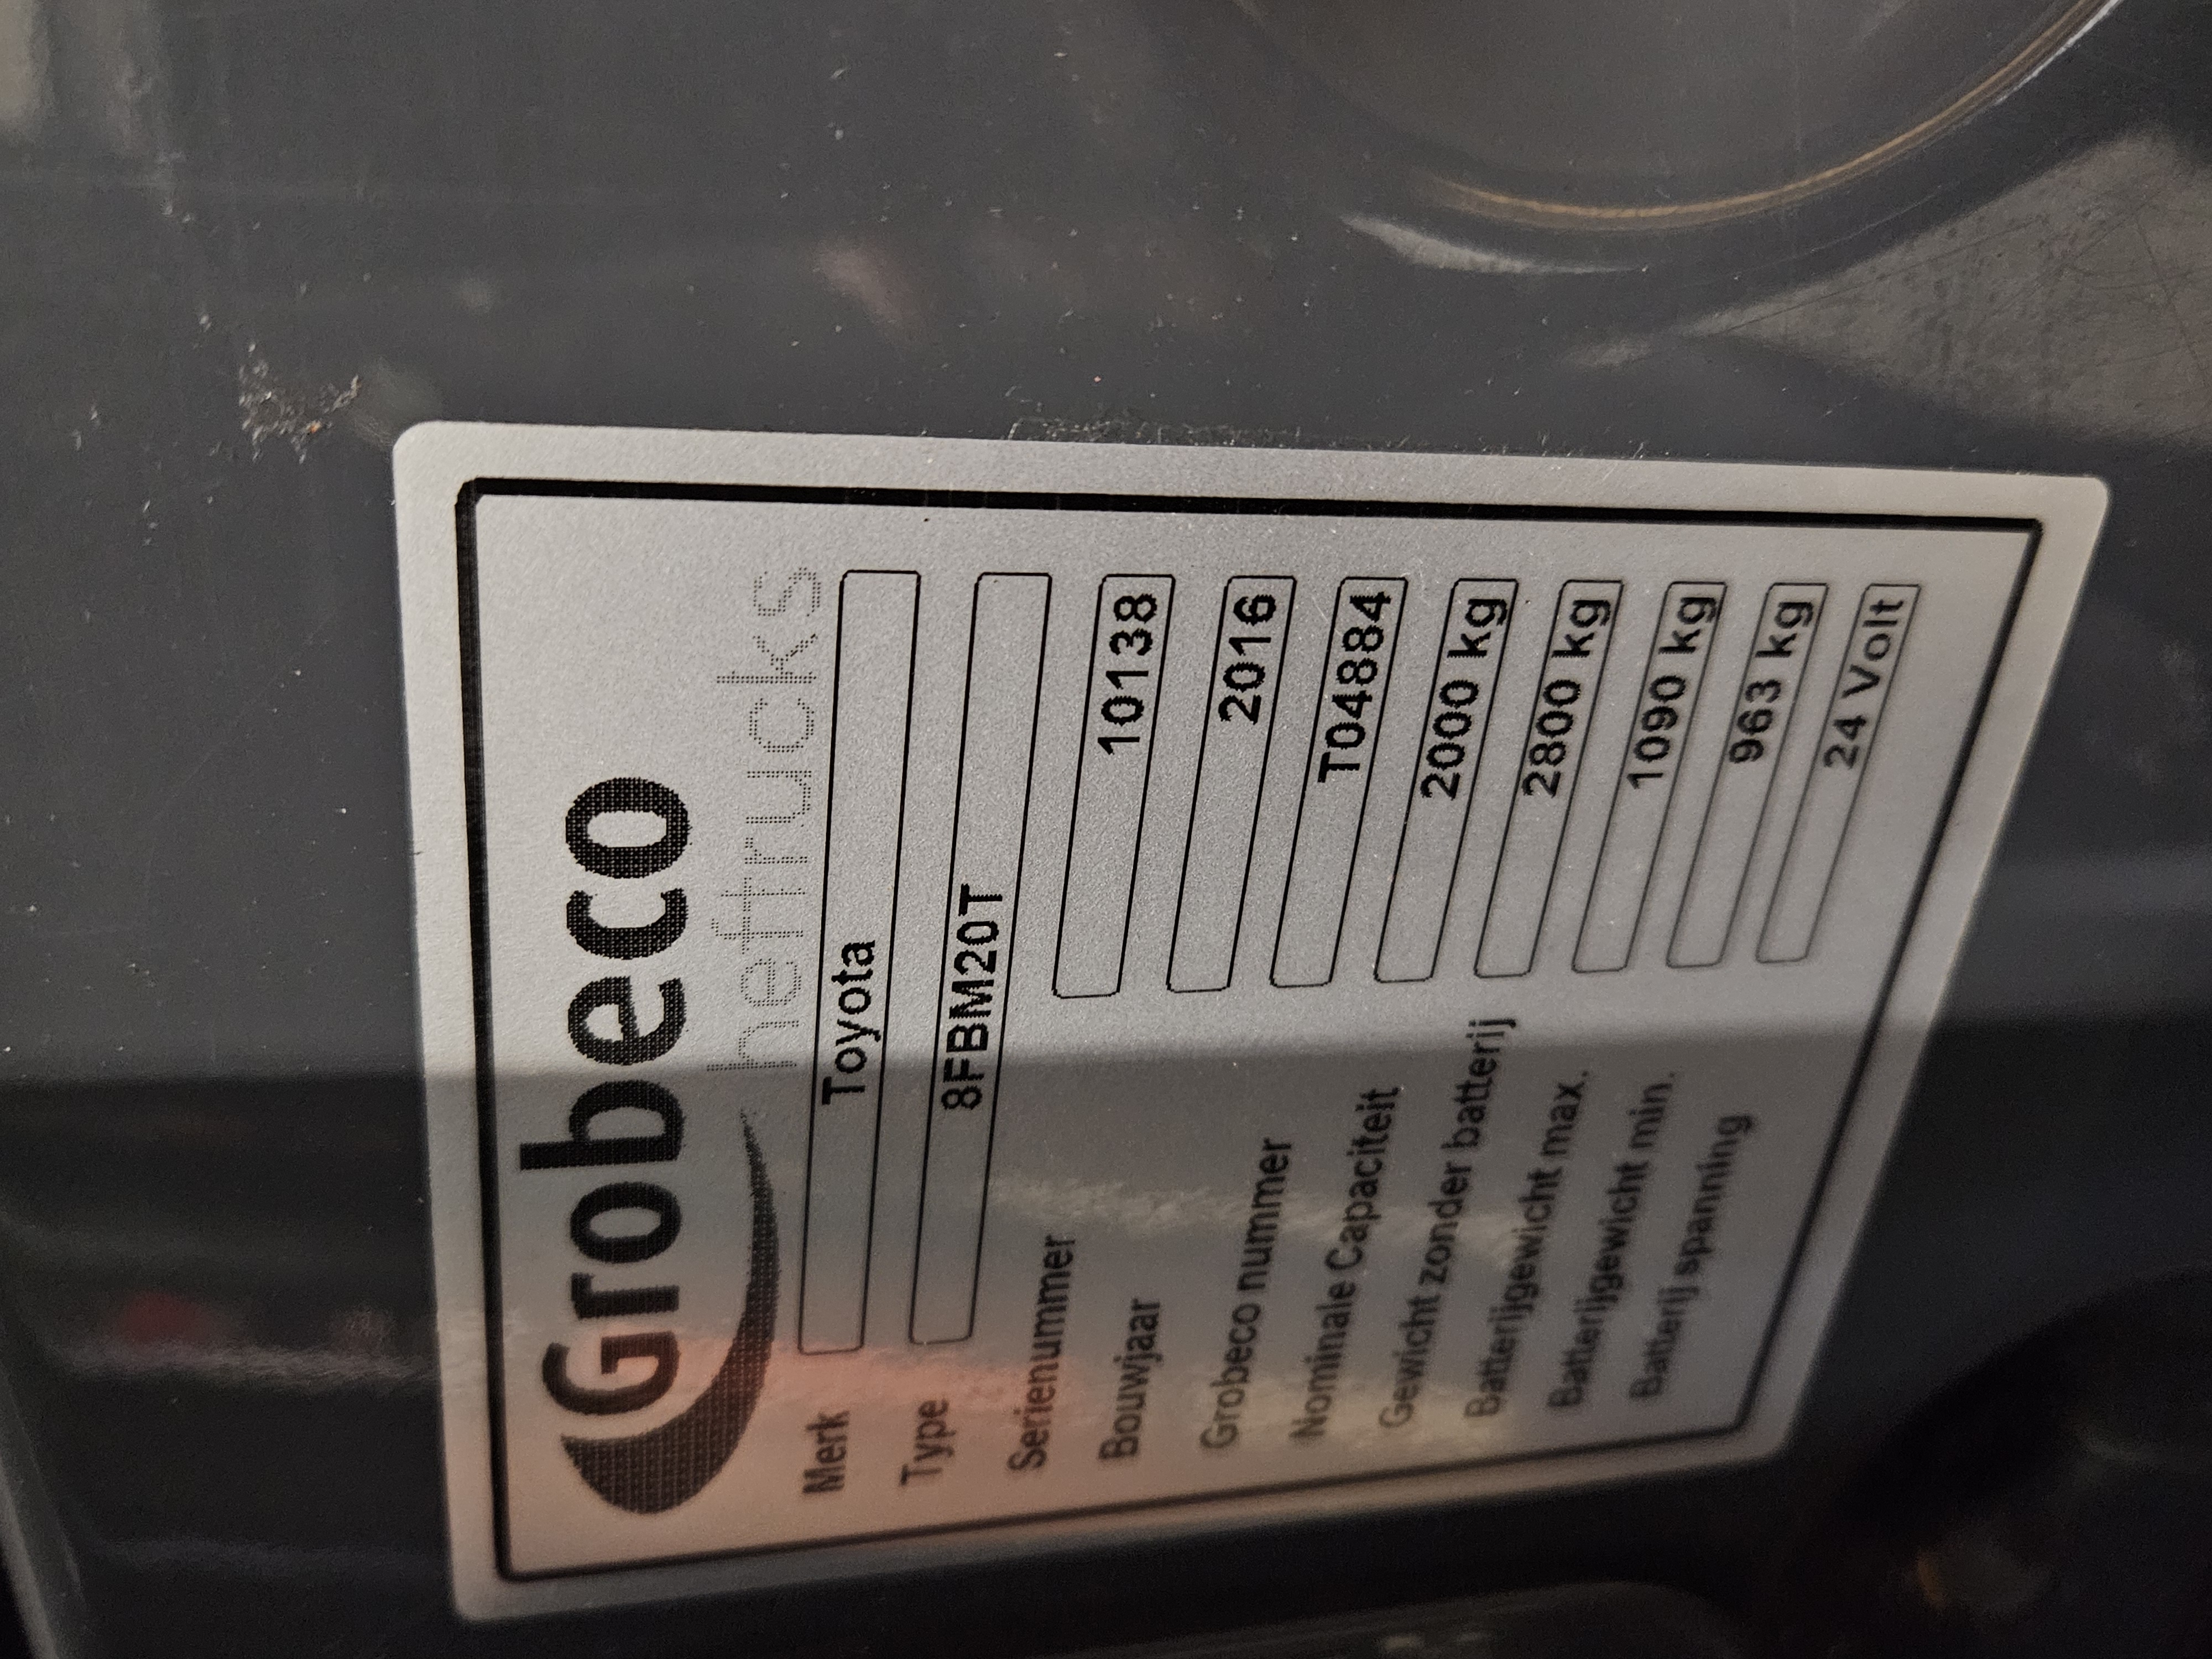 Grobeco
heftrucks
Merk Toyota
Type 8FBM20T
Serienummer 10138
Bouwjaar 2016
Grobeco nummer T04884
Nominale Capaciteit 2000 kg
Gewicht zonder batterij 2800 kg
Batterijgewicht max. 1090 kg
Batterijgewicht min. 963 kg
Batterij spanning 24 Volt